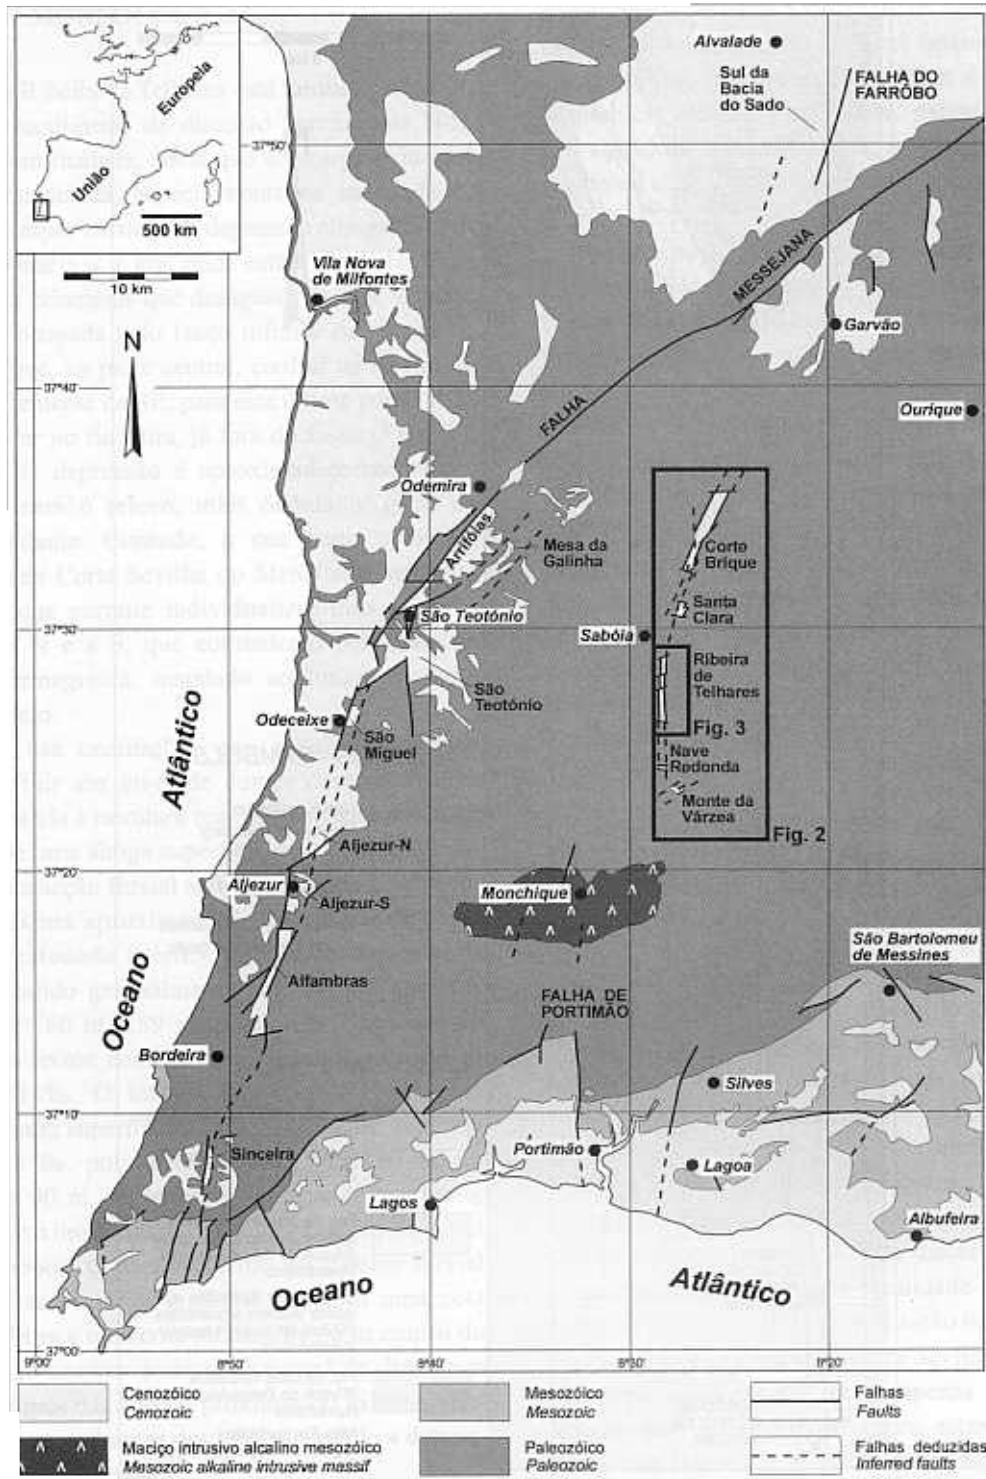 Europela
União
500 km
10 km
N
Alvalade
Sul da
Bacia
do Sado
FALHA DO
FARRÔBO
37°50'
Vila Nova
de Milfontes
MESSEJANA
Garvão
37°40'
FALHA
Ourique
Odemira
Arrifólas
Mesa da
Galinha
Corte
Brique
Santa
Clara
37°30'
São Teotónio
Sabóia
Ribeira
de
Telhares
São
Teotónio
Fig. 3
Odeceixe
São
Miguel
Nave
Redonda
Monte da
Várzea
Fig. 2
Atlântico
Aljezur-N
37°20'
Aljezur
Aljezur-S
Monchique
São Bartolomeu
de Messines
Oceano
Alfambras
FALHA DE
PORTIMÃO
Bordeira
Silves
37°10'
Sinceira
Portimão
Lagoa
Lagos
Albufeira
Oceano
Atlântico
37°00'
9°00'
8°50'
8°40'
8°30'
8°20'
Cenozóico
Cenozoic
Mesozóico
Mesozoic
Falhas
Faults
Maciço intrusivo alcalino mesozóico
Mesozoic alkaline intrusive massif
Paleozóico
Paleozoic
Falhas deduzidas
Inferred faults